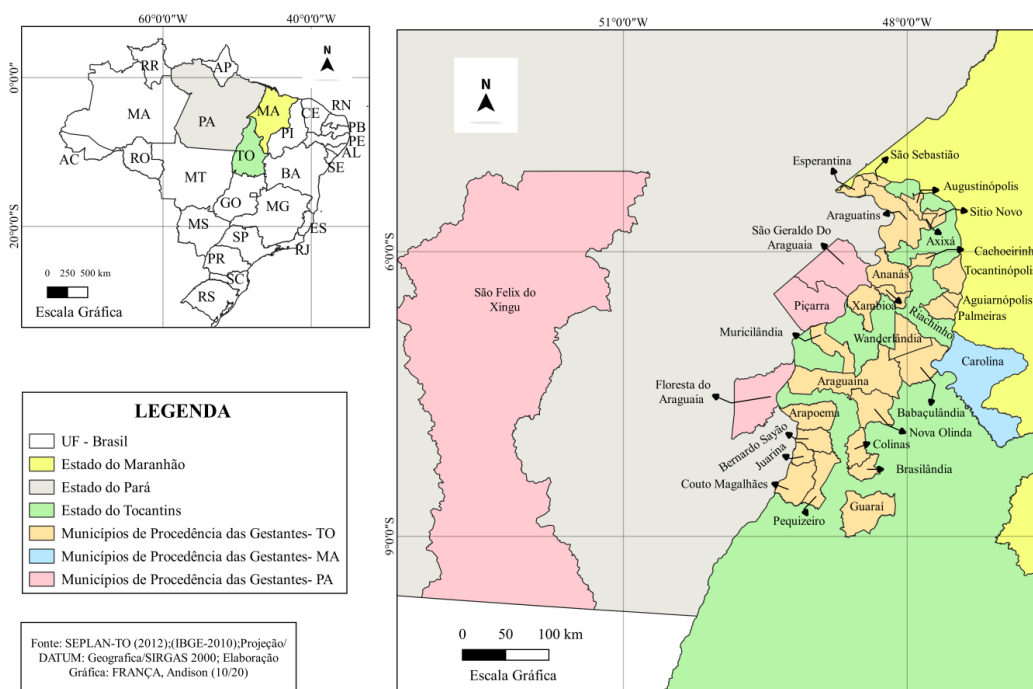 60°0'0"W
40°0'0"W
0°0'0"
20°0'0"S
N
RR
AP
MA
PA
MA
CE
RN
PB
PE
AL
SE
PI
TO
AC
RO
MT
BA
GO
MG
MS
ES
SP
RJ
PR
SC
RS
0 250 500 km
Escala Gráfica
LEGENDA
UF - Brasil
Estado do Maranhão
Estado do Pará
Estado do Tocantins
Municípios de Procedência das Gestantes- TO
Municípios de Procedência das Gestantes- MA
Municípios de Procedência das Gestantes- PA
Fonte: SEPLAN-TO (2012);(IBGE-2010);Projeção/
DATUM: Geografica/SIRGAS 2000; Elaboração
Gráfica: FRANÇA, Andison (10/20)
51°0'0"W
48°0'0"W
6°0'0"S
9°0'0"S
N
Esperantina
São Sebastião
Augustinópolis
Araguatins
Sitio Novo
Axixá
São Geraldo Do
Araguaia
Cachoeirinh
Ananás
Tocantinópoli
São Felix do
Xingu
Piçarra
Xambioa
Aguiarnópolis
Riachinho
Palmeiras
Muricilândia
Wanderlândia
Carolina
Floresta do
Araguaia
Araguaina
Babaçulândia
Arapoema
Nova Olinda
Bernardo Sayão
Colinas
Juarina
Brasilândia
Couto Magalhães
Guaraí
Pequizeiro
0 50 100 km
Escala Gráfica